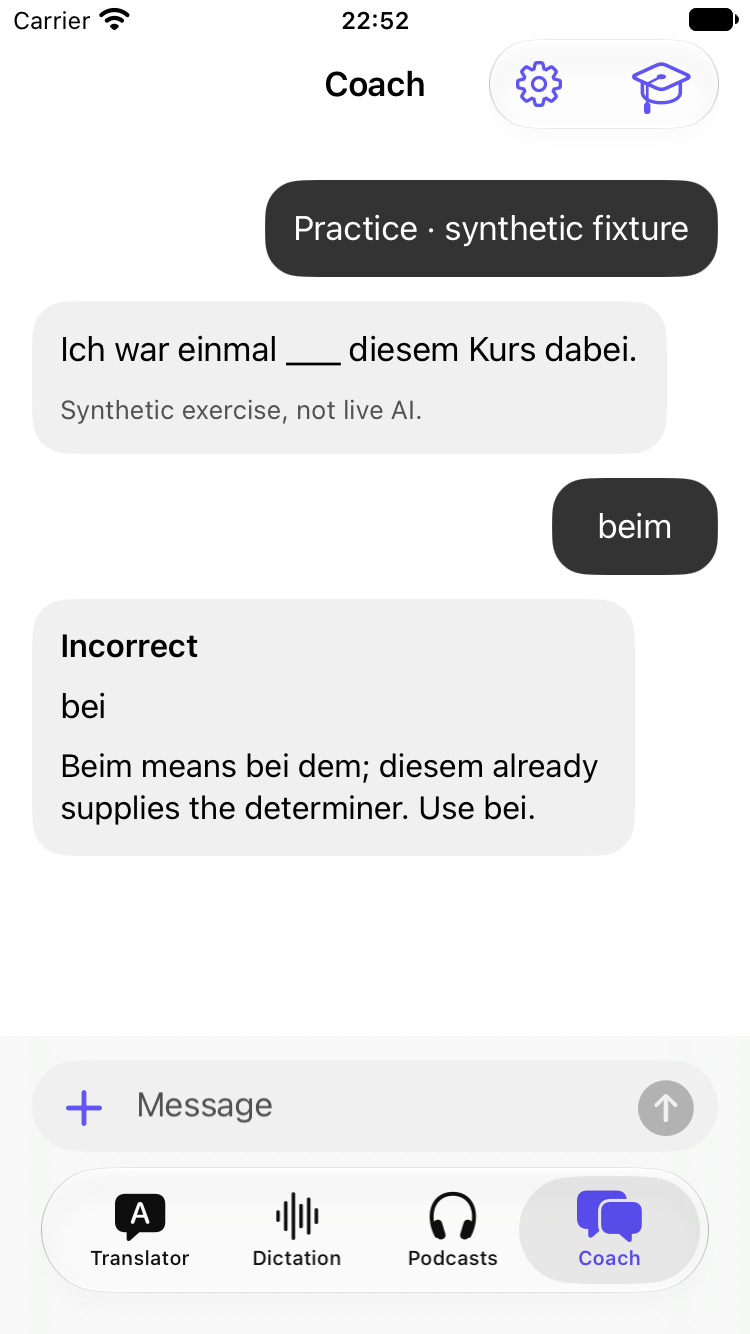 Carrier 22:52
Coach
Practice · synthetic fixture
Ich war einmal ___ diesem Kurs dabei.
Synthetic exercise, not live AI.
beim
Incorrect
bei
Beim means bei dem; diesem already
supplies the determiner. Use bei.
Message
A
Translator Dictation Podcasts Coach